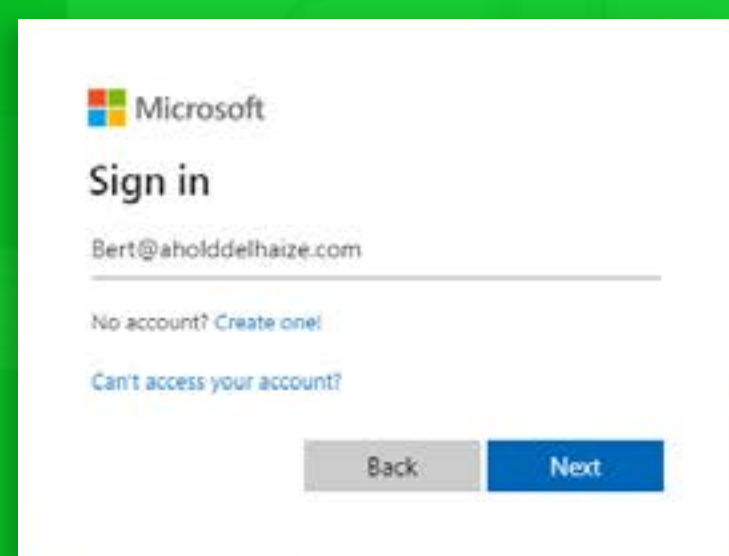 Microsoft
Sign in
Bert@aholddelhaize.com
No account? Create one!
Can't access your account?
Back Next